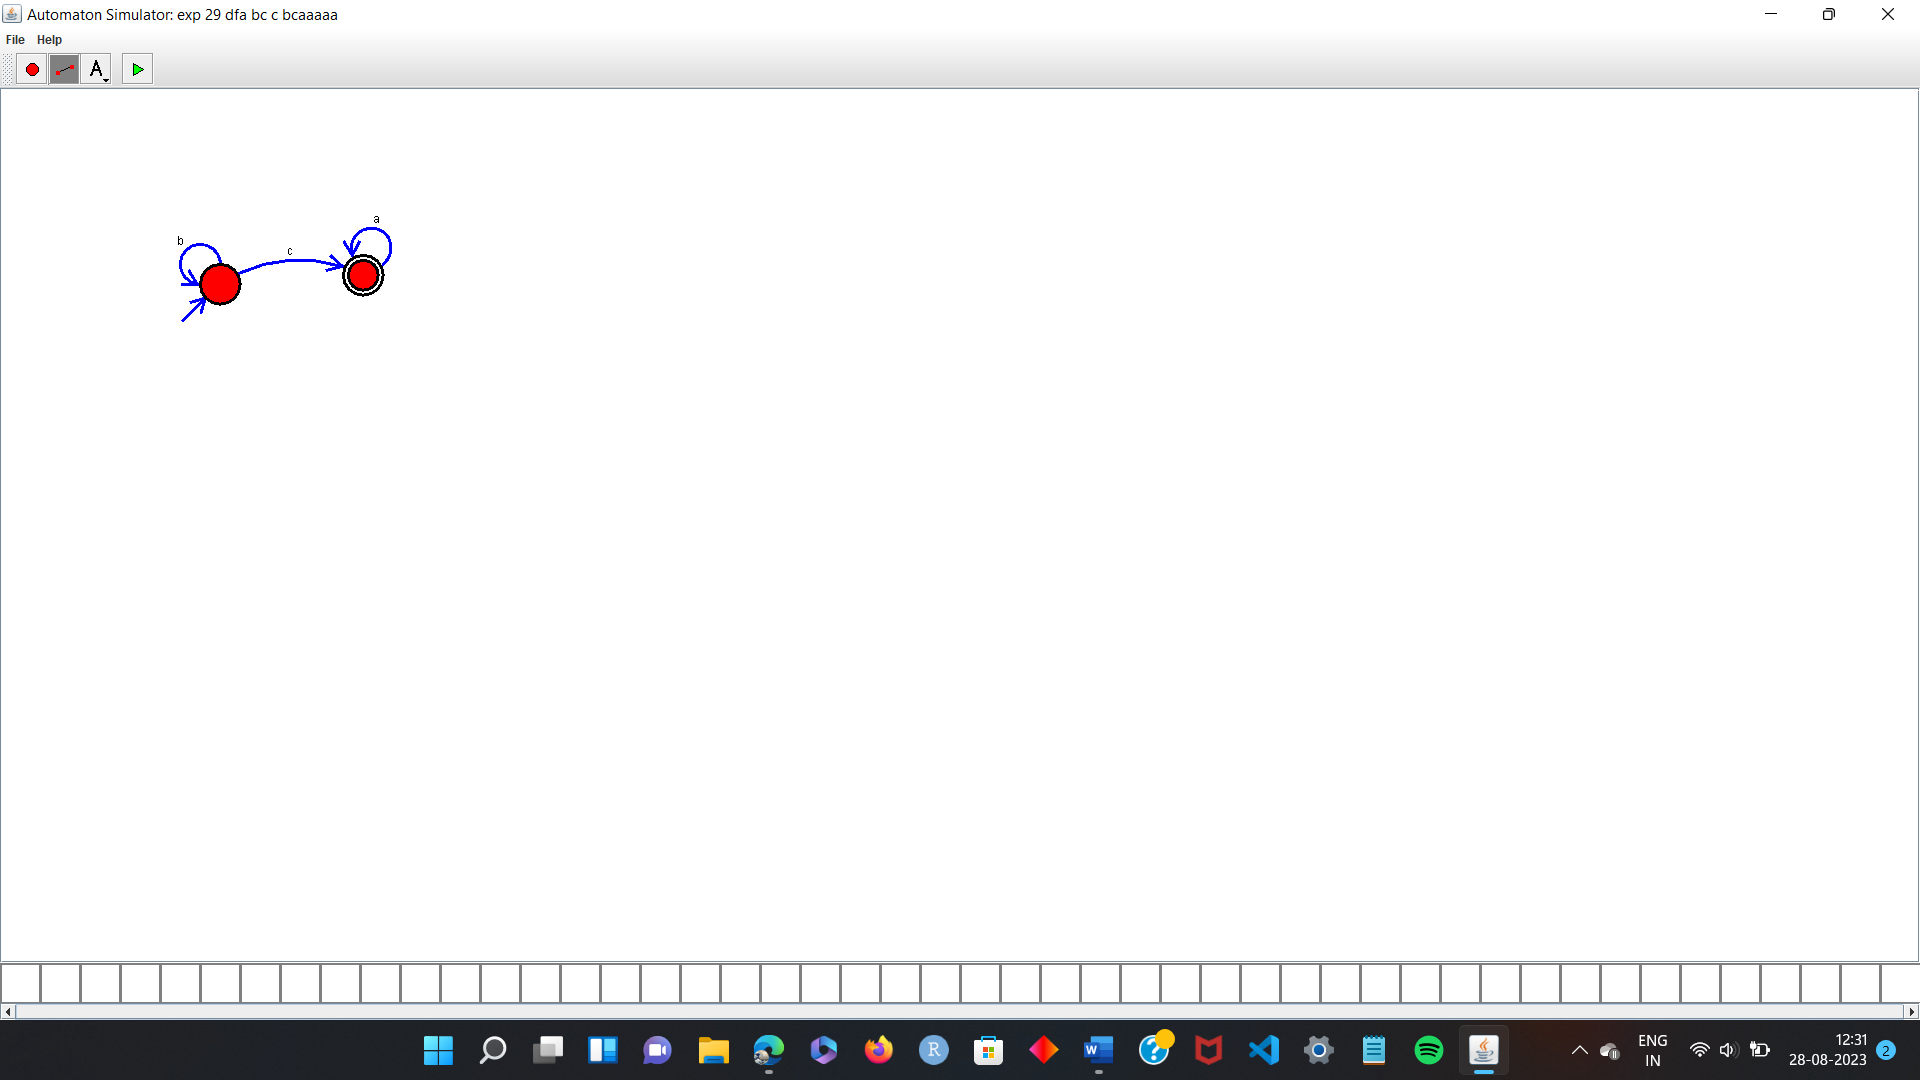 Automaton Simulator: exp 29 dfa bc c bcaaaaa
File Help
A
a
b
c
R
W
?
ENG
IN
12:31
28-08-2023
2